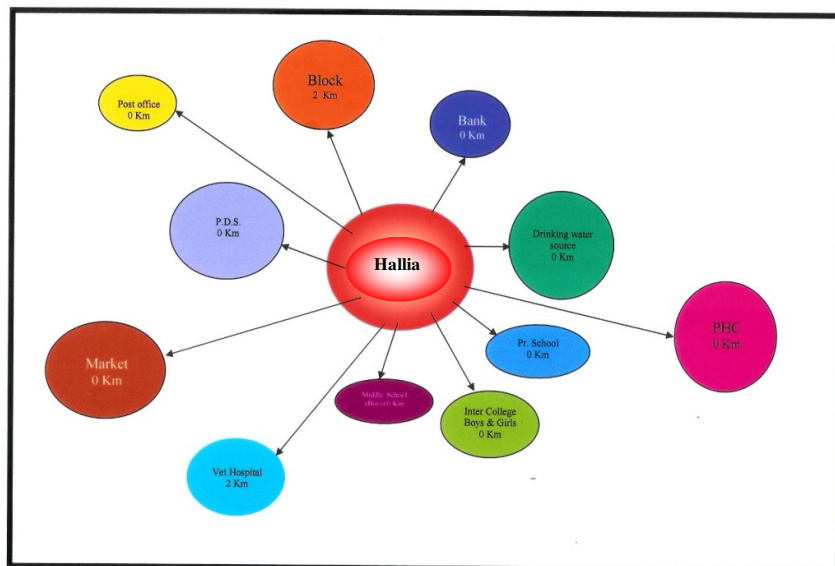 Block
2 Km
Post office
0 Km
Bank
0 Km
P.D.S.
0 Km
Drinking water
source
0 Km
Hallia
PHC
0 Km
Pr. School
0 Km
Market
0 Km
Middle School
0 Km
Inter College
Boys & Girls
0 Km
Vet Hospital
2 Km